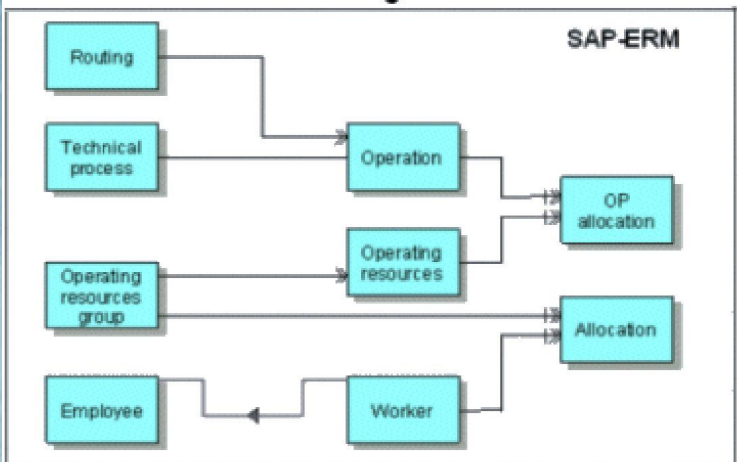 SAP-ERM
Routing
Technical
process
Operation
OP
allocation
Operating
resources
Operating
resources
group
Allocation
Employee
Worker